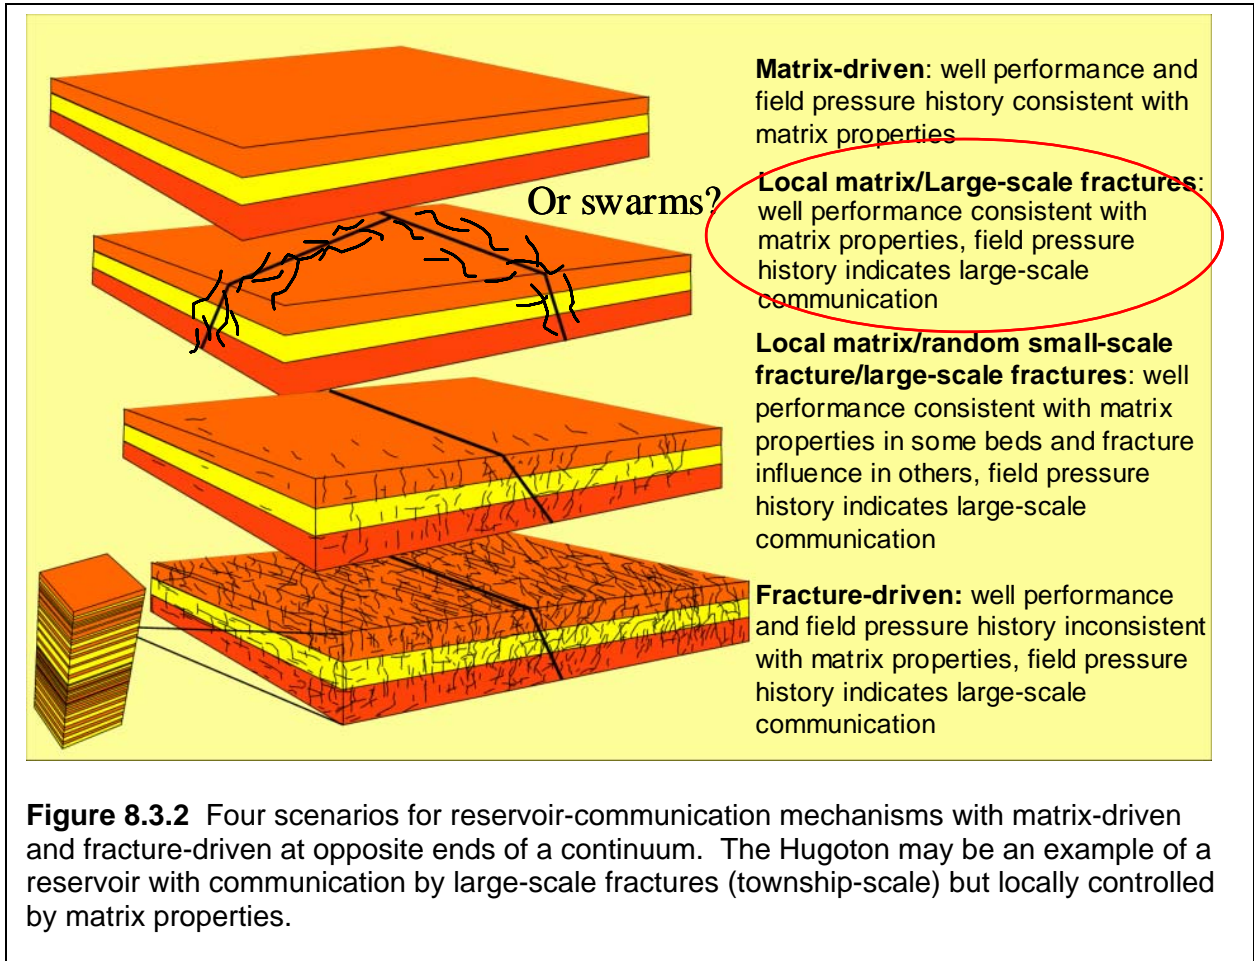 Matrix-driven: well performance and
field pressure history consistent with
matrix properties
Or swarms?
Local matrix/Large-scale fractures:
well performance consistent with
matrix properties, field pressure
history indicates large-scale
communication
Local matrix/random small-scale
fracture/large-scale fractures: well
performance consistent with matrix
properties in some beds and fracture
influence in others, field pressure
history indicates large-scale
communication
Fracture-driven: well performance
and field pressure history inconsistent
with matrix properties, field pressure
history indicates large-scale
communication
Figure 8.3.2 Four scenarios for reservoir-communication mechanisms with matrix-driven
and fracture-driven at opposite ends of a continuum. The Hugoton may be an example of a
reservoir with communication by large-scale fractures (township-scale) but locally controlled
by matrix properties.